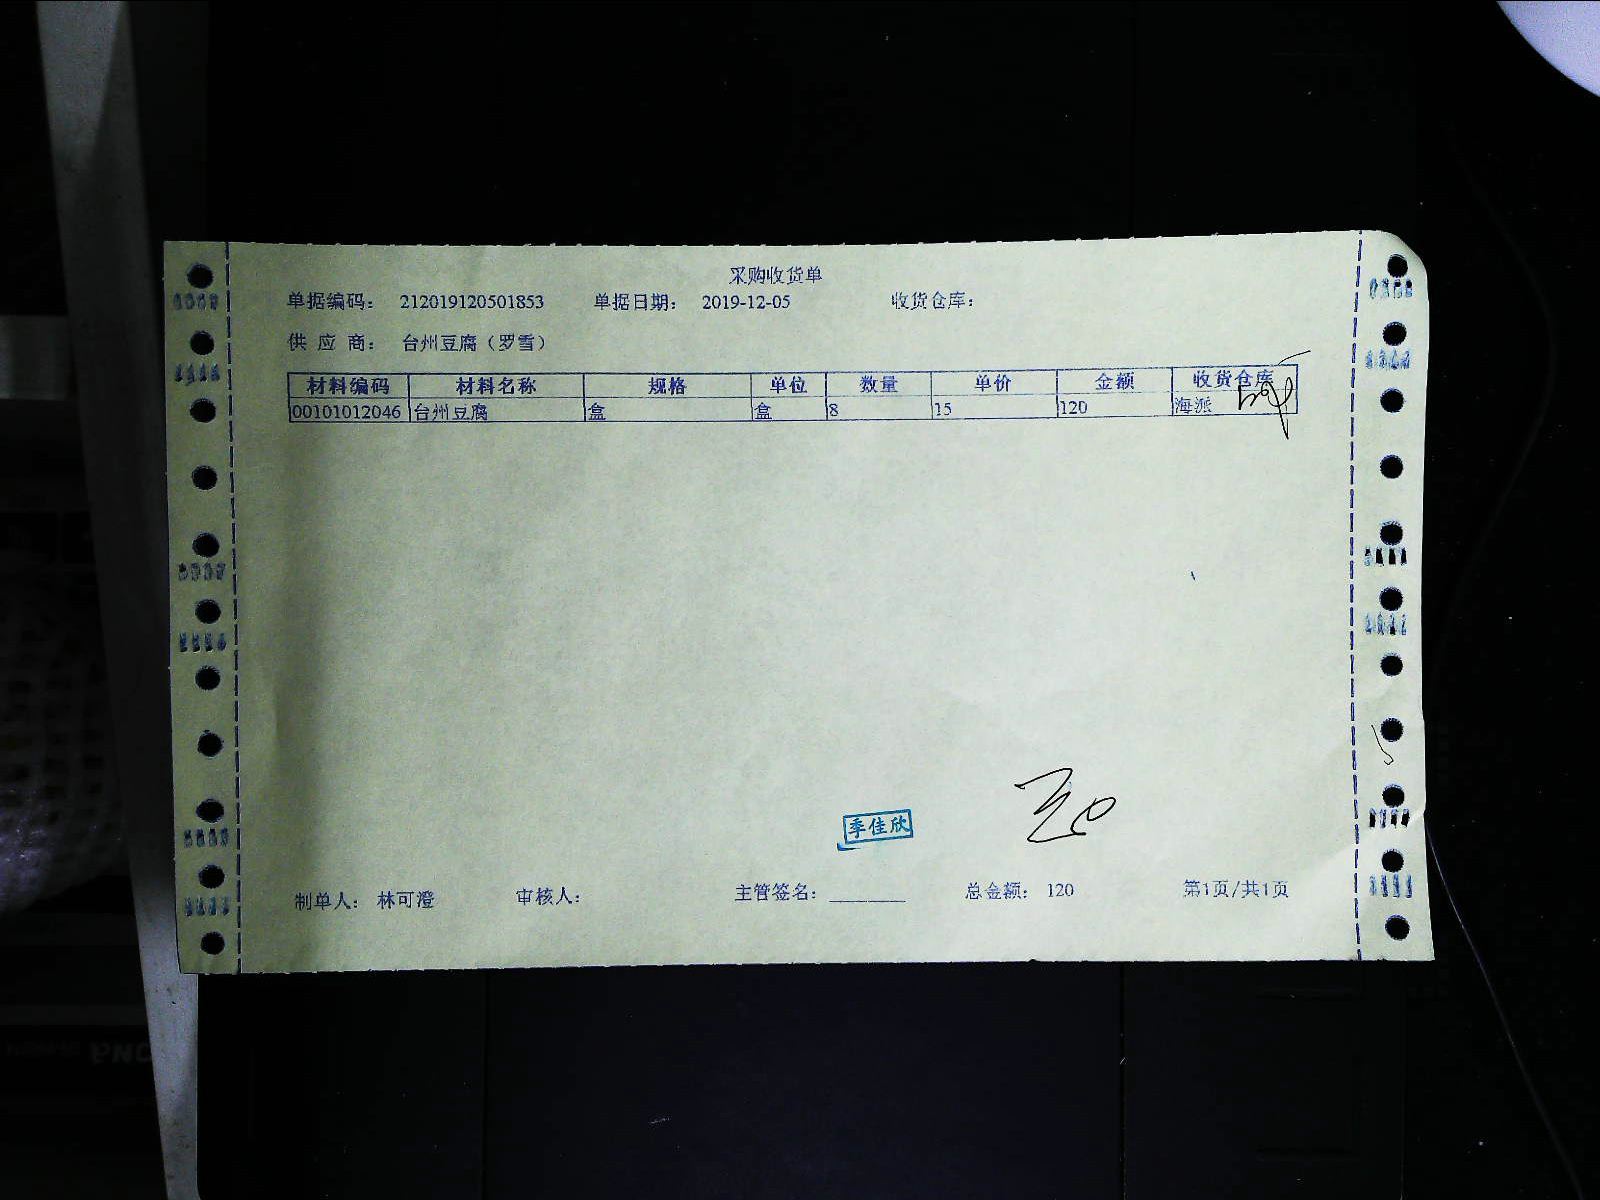 采购收货单
单据编码： 212019120501853 单据日期： 2019-12-05 收货仓库：
供 应 商： 台州豆腐（罗雪）
材料编码 材料名称 规格 单位 数量 单价 金额 收货仓库
00101012046 台州豆腐 盒 盒 8 15 120 海派
季佳欣
制单人： 林可澄 审核人： 主管签名： ________ 总金额： 120 第1页/共1页